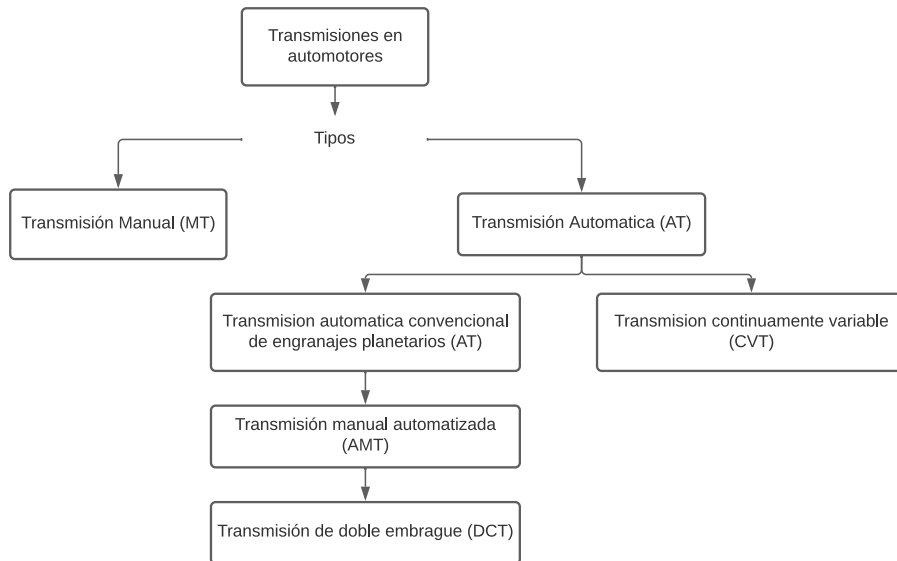 Transmisiones en
automotores
Tipos
Transmisión Manual (MT)
Transmisión Automatica (AT)
Transmision automatica convencional
de engranajes planetarios (AT)
Transmision continuamente variable
(CVT)
Transmisión manual automatizada
(AMT)
Transmisión de doble embrague (DCT)